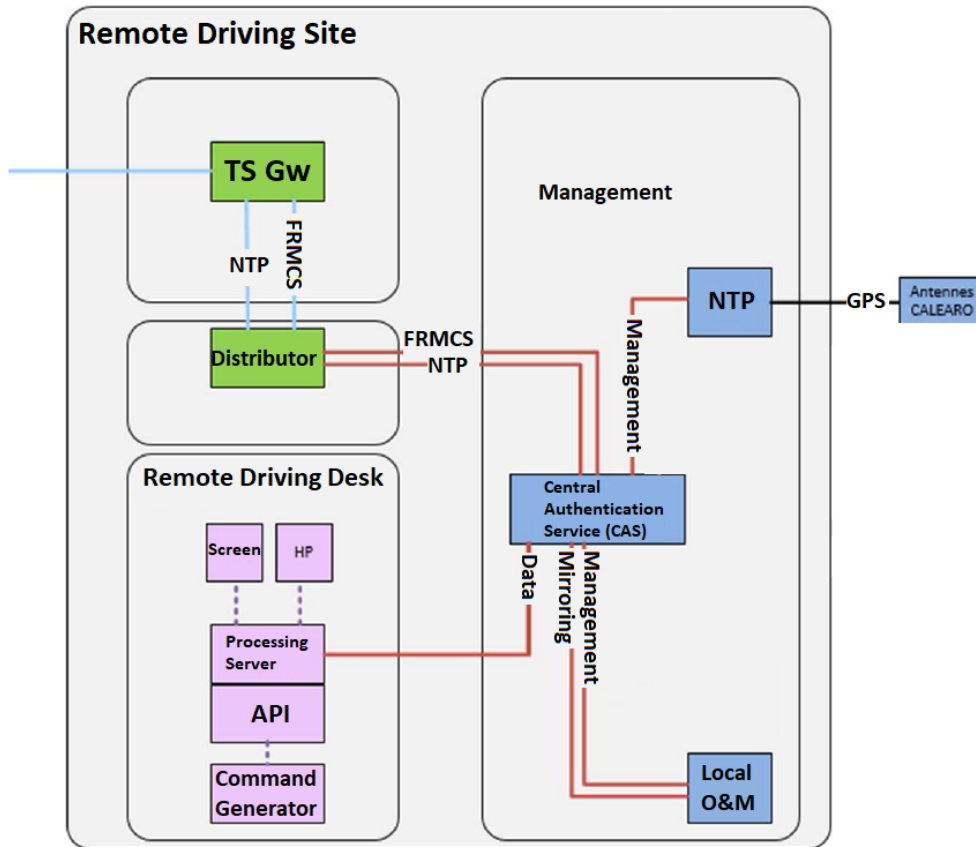 Remote Driving Site
TS Gw
NTP
FRMCS
Distributor
FRMCS
NTP
Management
NTP
GPS
Antennes
CALEARO
Management
Central
Authentication
Service (CAS)
Data
Mirroring
Management
Local
O&M
Remote Driving Desk
Screen
HP
Processing
Server
API
Command
Generator